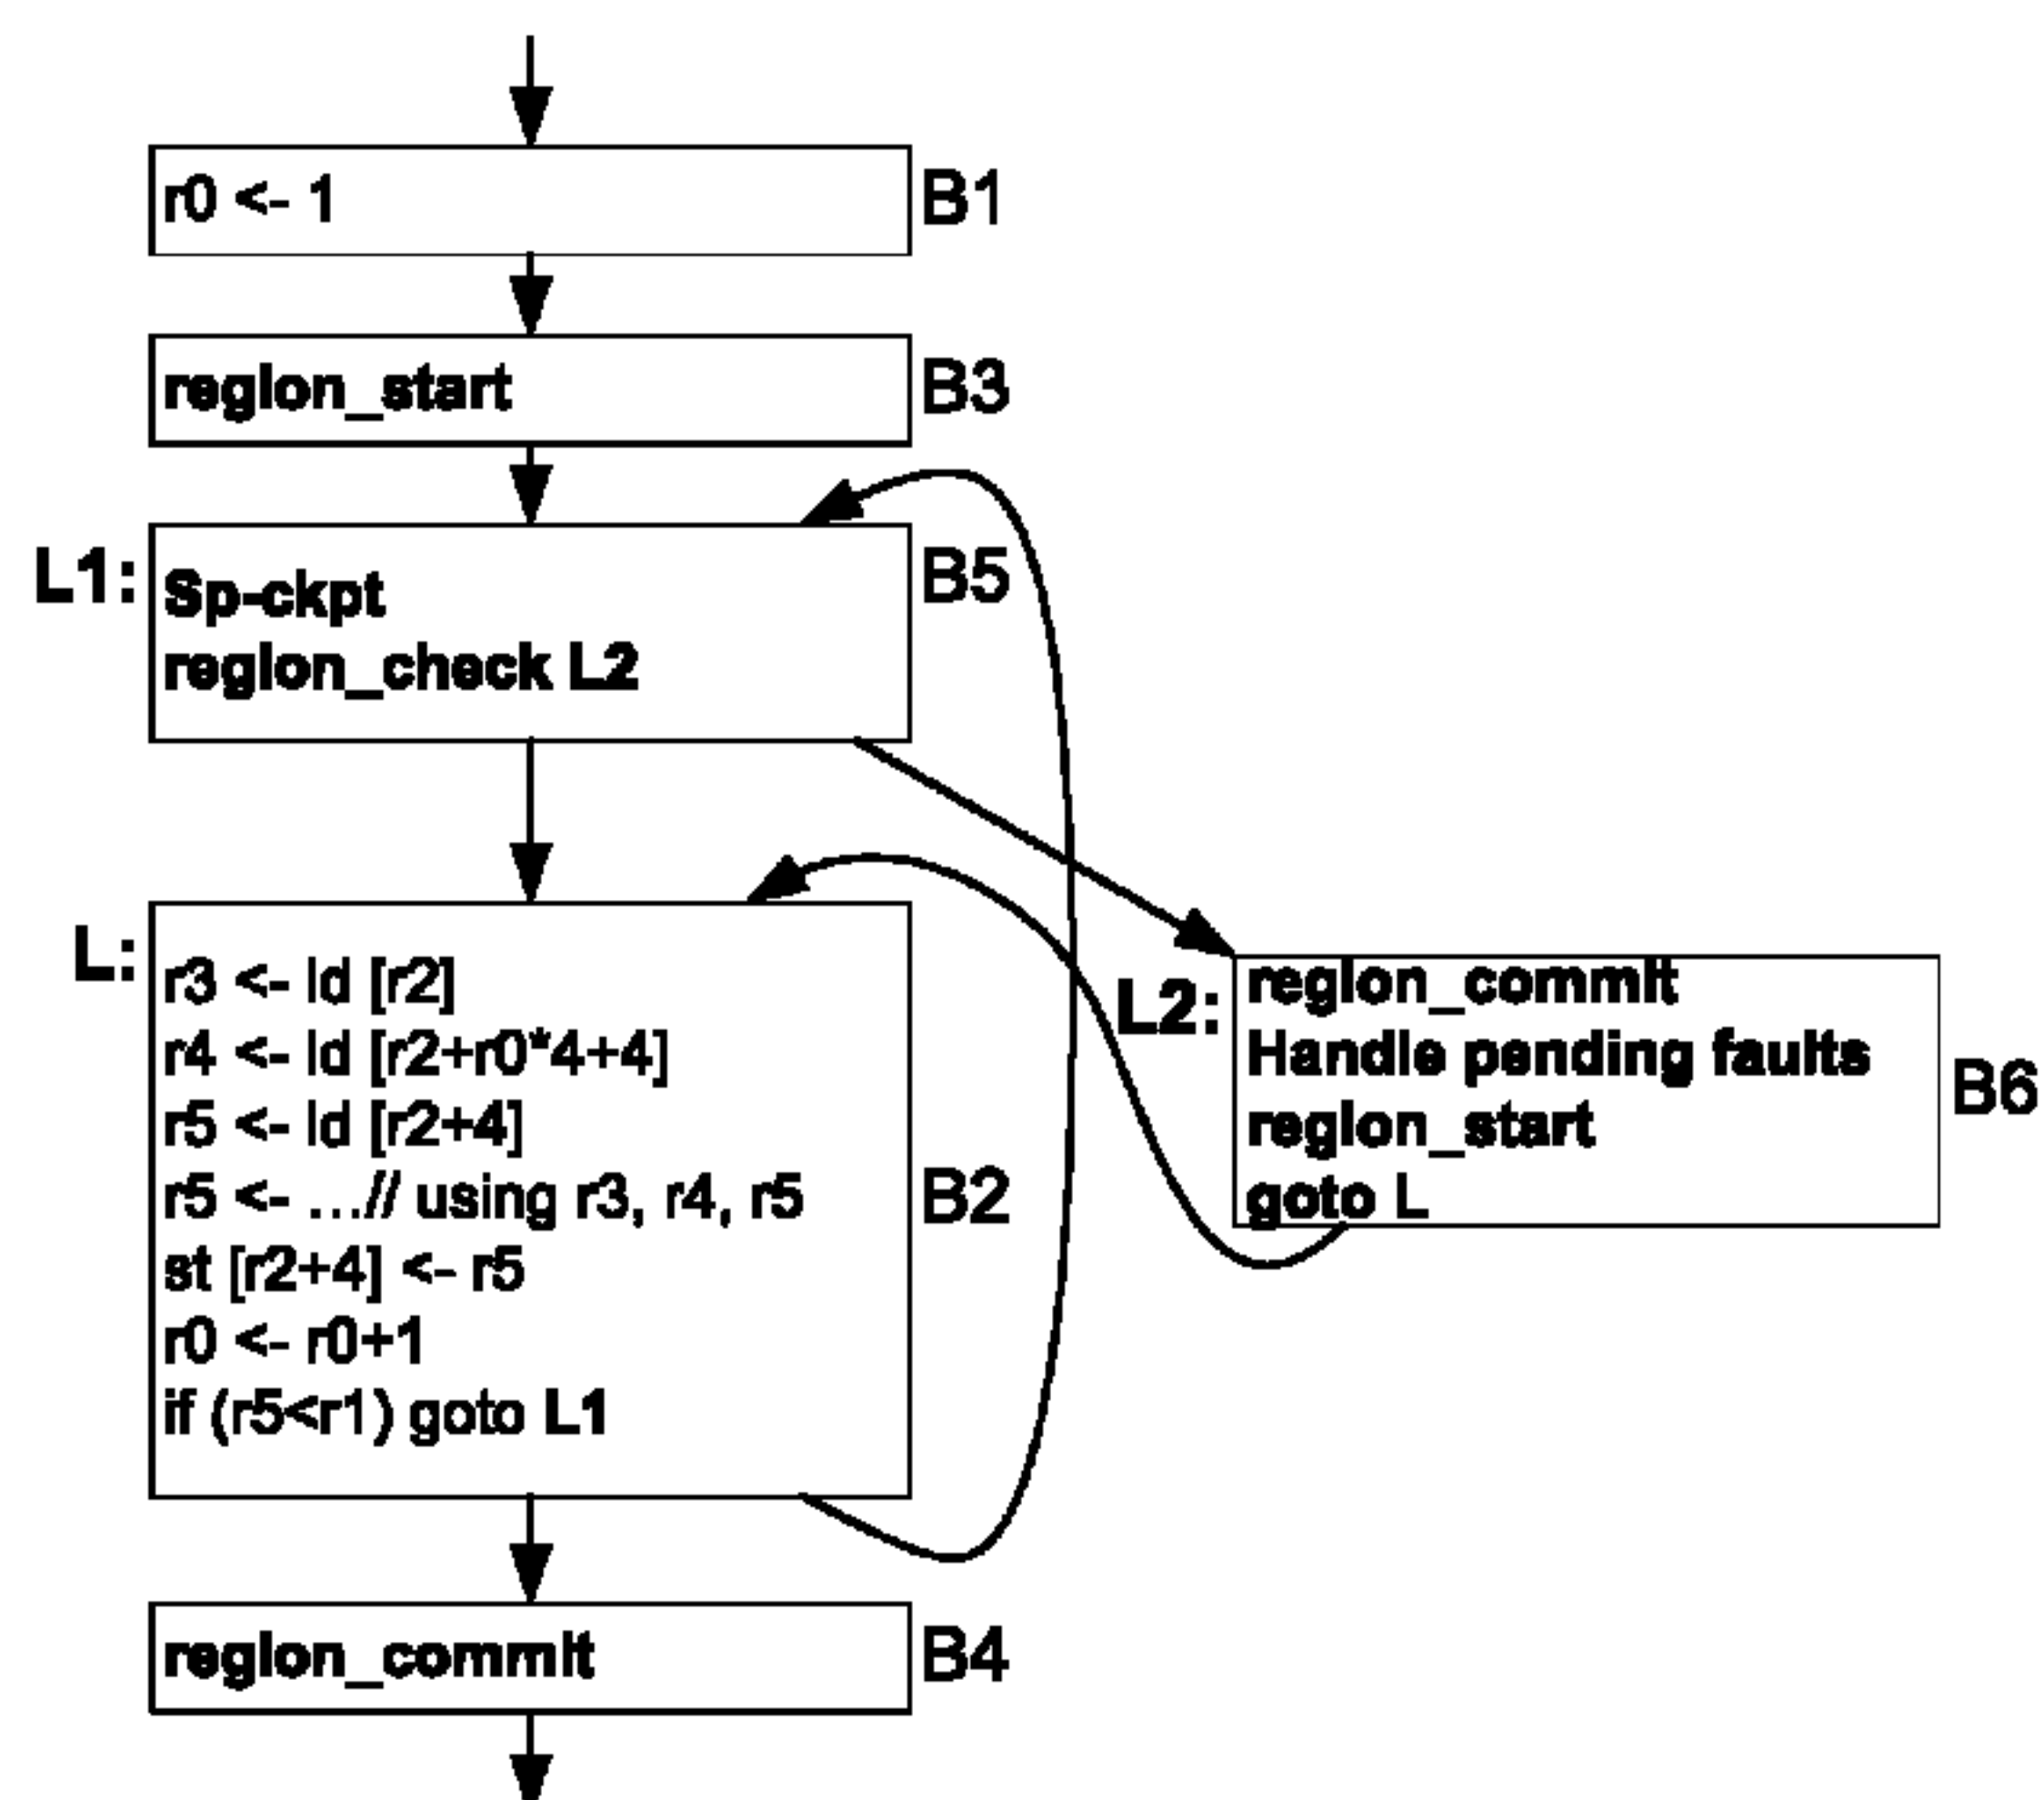 r0 <- 1
B1
region_start
B3
L1:
Sp-ckpt
region_check L2
B5
L:
r3 <- ld [r2]
r4 <- ld [r2+r0*4+4]
r5 <- ld [r2+4]
r5 <- ...// using r3, r4, r5
st [r2+4] <- r5
r0 <- r0+1
if (r5<r1) goto L1
B2
L2:
region_commit
Handle pending faults
region_start
goto L
B6
region_commit
B4